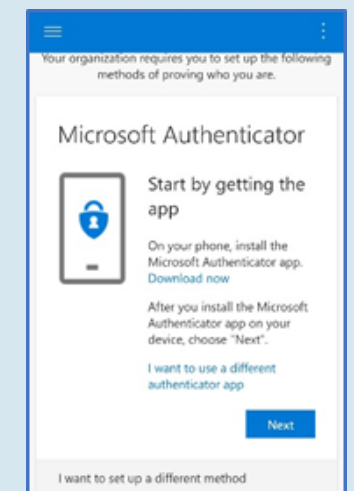 Your organization requires you to set up the following
methods of proving who you are.
Microsoft Authenticator
Start by getting the
app
On your phone, install the
Microsoft Authenticator app.
Download now
After you install the Microsoft
Authenticator app on your
device, choose "Next".
I want to use a different
authenticator app
Next
I want to set up a different method